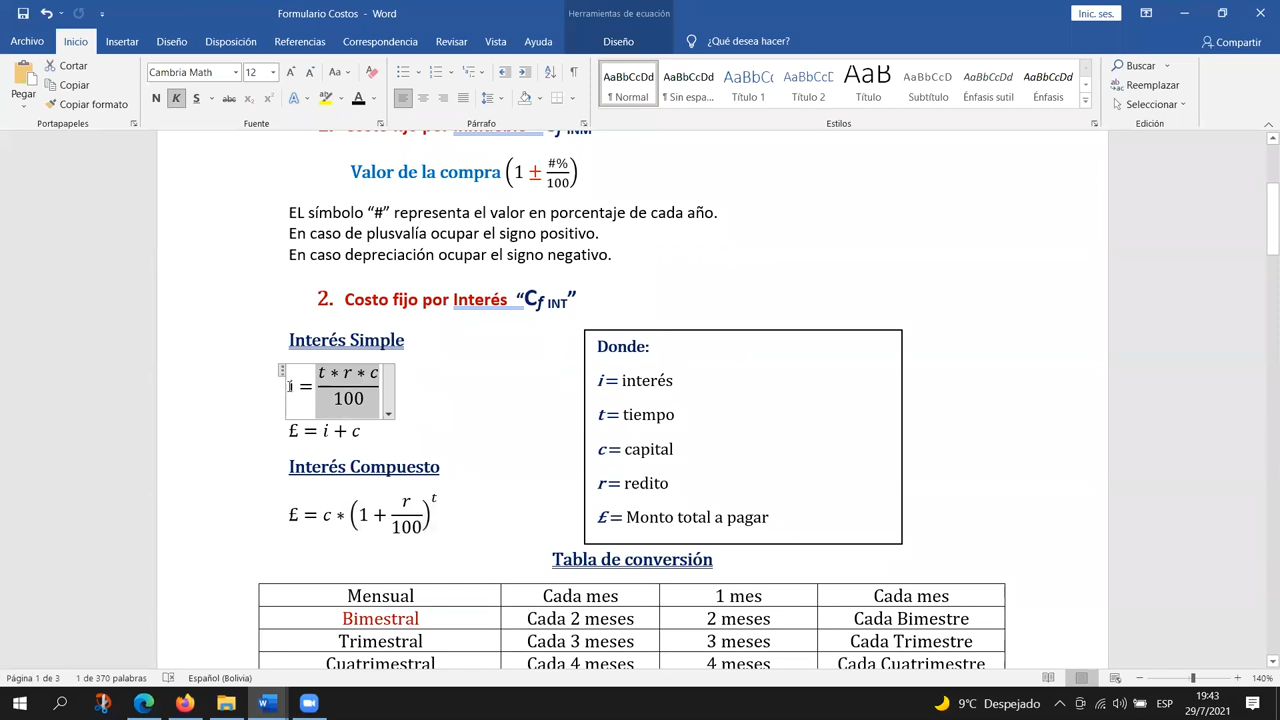 Formulario Costos - Word
Herramientas de ecuación
Inic. ses.
Archivo Inicio Insertar Diseño Disposición Referencias Correspondencia Revisar Vista Ayuda Diseño ¿Qué desea hacer? Compartir
Pegar
Cortar
Copiar
Copiar formato
Portapapeles
Cambria Math 12
N K S abc x₂ x²
Fuente
Párrafo
AaBbCcDd AaBbCcDd AaBbCc AaBbCcD AaB AaBbCcD AaBbCcDd AaBbCcDd
¶ Normal ¶ Sin espa... Título 1 Título 2 Título Subtítulo Énfasis sutil Énfasis
Estilos
Buscar
Reemplazar
Seleccionar
Edición
Valor de la compra (1 ± #%/100)
EL símbolo “#” representa el valor en porcentaje de cada año.
En caso de plusvalía ocupar el signo positivo.
En caso depreciación ocupar el signo negativo.
2. Costo fijo por Interés “Cf INT”
Interés Simple
i = t * r * c / 100
£ = i + c
Interés Compuesto
£ = c * (1 + r/100)^t
Donde:
i = interés
t = tiempo
c = capital
r = redito
£ = Monto total a pagar
Tabla de conversión
Mensual Cada mes 1 mes Cada mes
Bimestral Cada 2 meses 2 meses Cada Bimestre
Trimestral Cada 3 meses 3 meses Cada Trimestre
Cuatrimestral Cada 4 meses 4 meses Cada Cuatrimestre
Página 1 de 3 1 de 370 palabras Español (Bolivia) 140%
9°C Despejado ESP 19:43
29/7/2021